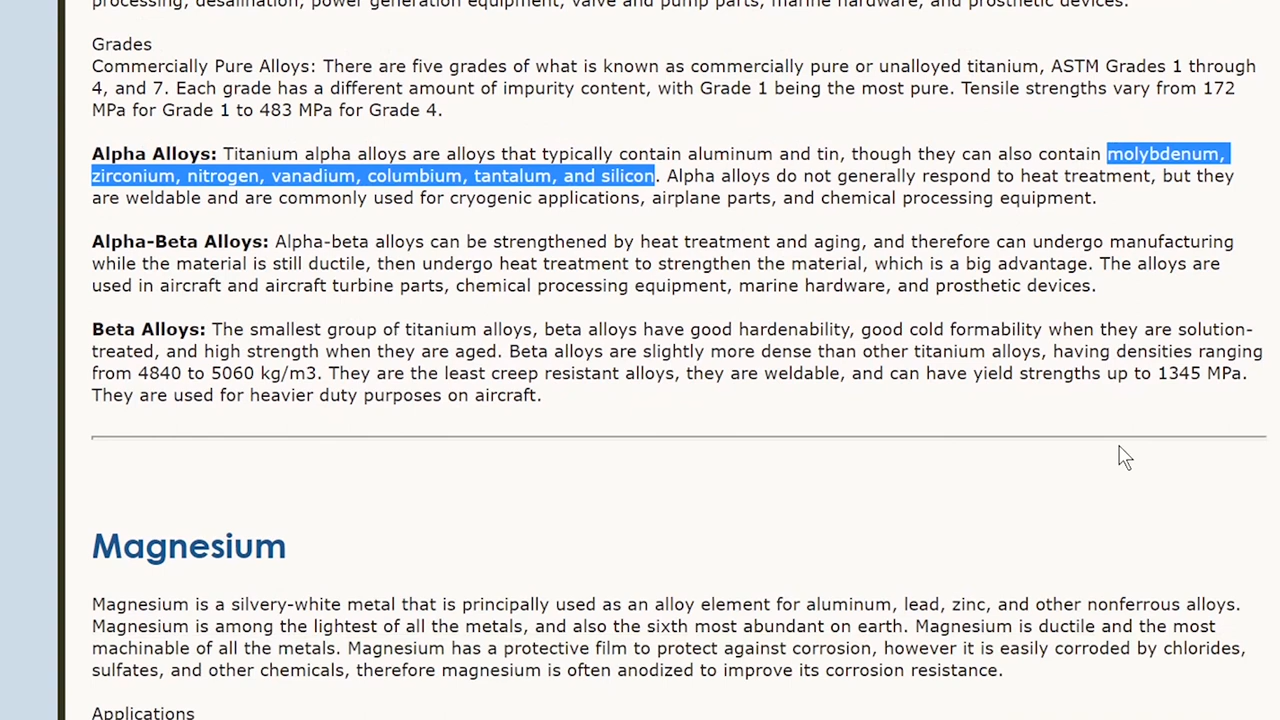 processing, desalination, power generation equipment, valve and pump parts, marine hardware, and prosthetic devices.
Grades
Commercially Pure Alloys: There are five grades of what is known as commercially pure or unalloyed titanium, ASTM Grades 1 through
4, and 7. Each grade has a different amount of impurity content, with Grade 1 being the most pure. Tensile strengths vary from 172
MPa for Grade 1 to 483 MPa for Grade 4.
Alpha Alloys: Titanium alpha alloys are alloys that typically contain aluminum and tin, though they can also contain molybdenum,
zirconium, nitrogen, vanadium, columbium, tantalum, and silicon. Alpha alloys do not generally respond to heat treatment, but they
are weldable and are commonly used for cryogenic applications, airplane parts, and chemical processing equipment.
Alpha-Beta Alloys: Alpha-beta alloys can be strengthened by heat treatment and aging, and therefore can undergo manufacturing
while the material is still ductile, then undergo heat treatment to strengthen the material, which is a big advantage. The alloys are
used in aircraft and aircraft turbine parts, chemical processing equipment, marine hardware, and prosthetic devices.
Beta Alloys: The smallest group of titanium alloys, beta alloys have good hardenability, good cold formability when they are solution-
treated, and high strength when they are aged. Beta alloys are slightly more dense than other titanium alloys, having densities ranging
from 4840 to 5060 kg/m3. They are the least creep resistant alloys, they are weldable, and can have yield strengths up to 1345 MPa.
They are used for heavier duty purposes on aircraft.
Magnesium
Magnesium is a silvery-white metal that is principally used as an alloy element for aluminum, lead, zinc, and other nonferrous alloys.
Magnesium is among the lightest of all the metals, and also the sixth most abundant on earth. Magnesium is ductile and the most
machinable of all the metals. Magnesium has a protective film to protect against corrosion, however it is easily corroded by chlorides,
sulfates, and other chemicals, therefore magnesium is often anodized to improve its corrosion resistance.
Applications